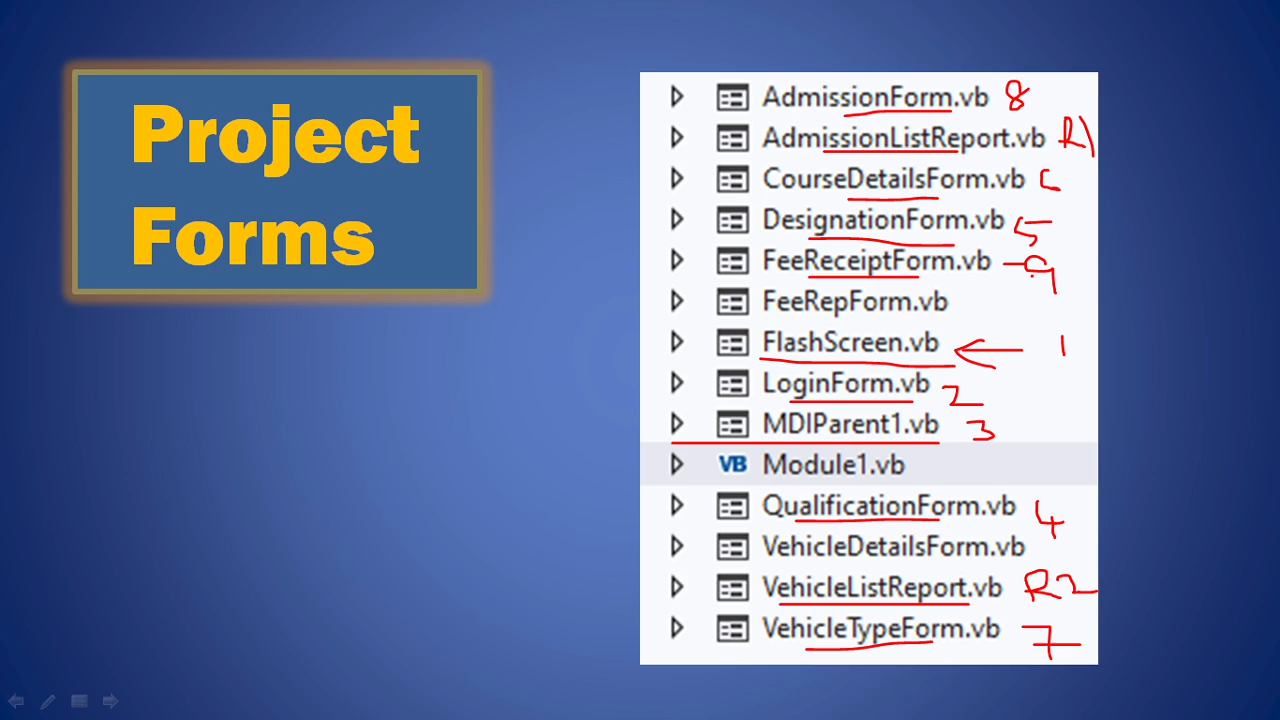 Project
Forms
AdmissionForm.vb 8
AdmissionListReport.vb R1
CourseDetailsForm.vb
DesignationForm.vb 5
FeeReceiptForm.vb 9
FeeRepForm.vb
FlashScreen.vb 1
LoginForm.vb 2
MDIParent1.vb 3
VB Module1.vb
QualificationForm.vb 4
VehicleDetailsForm.vb
VehicleListReport.vb R2
VehicleTypeForm.vb 7